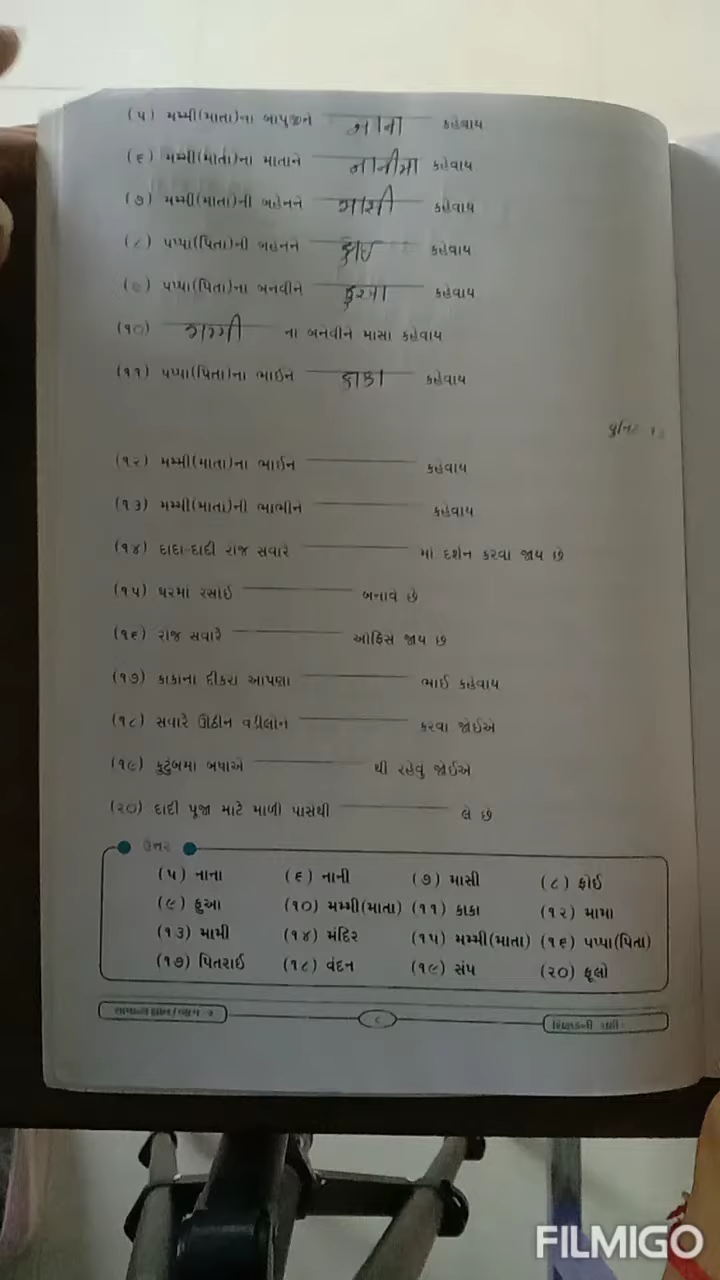 (૫) મમ્મી(માતા)ના બાપુજીને નાના કહેવાય
(૬) મમ્મી(માતા)ના માતાને નાનીમા કહેવાય
(૭) મમ્મી(માતા)ની બહેનને માસી કહેવાય
(૮) પપ્પા(પિતા)ની બહેનને ફોઈ કહેવાય
(૯) પપ્પા(પિતા)ના બનેવીને ફુઆ કહેવાય
(૧૦) મમ્મી ના બનેવીને માસા કહેવાય
(૧૧) પપ્પા(પિતા)ના ભાઈને કાકા કહેવાય
(૧૨) મમ્મી(માતા)ના ભાઈને કહેવાય
(૧૩) મમ્મી(માતા)ની ભાભીને કહેવાય
(૧૪) દાદા-દાદી રોજ સવારે માં દર્શન કરવા જાય છે
(૧૫) ઘરમાં રસોઈ બનાવે છે
(૧૬) રોજ સવારે ઓફિસ જાય છે
(૧૭) કાકાના દીકરા આપણા ભાઈ કહેવાય
(૧૮) સવારે ઊઠીને વડીલોને કરવા જોઈએ
(૧૯) કુટુંબમાં બધાએ થી રહેવું જોઈએ
(૨૦) દાદી પૂજા માટે માળી પાસેથી લે છે
ઉત્તર
(૫) નાના (૬) નાની (૭) માસી (૮) ફોઈ
(૯) ફુઆ (૧૦) મમ્મી(માતા) (૧૧) કાકા (૧૨) મામા
(૧૩) મામી (૧૪) મંદિર (૧૫) મમ્મી(માતા) (૧૬) પપ્પા(પિતા)
(૧૭) પિતરાઈ (૧૮) વંદન (૧૯) સંપ (૨૦) ફૂલો
સામાન્ય જ્ઞાન/ભાગ ૮ શિક્ષકની સહી
FILMIGO